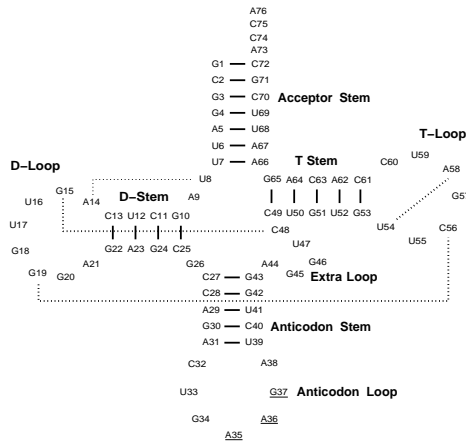 A76
C75
C74
A73
G1 C72
C2 G71
G3 C70 Acceptor Stem
G4 U69
A5 U68
U6 A67
U7 A66
T-Loop
U59
C60
A58
D-Loop
T Stem
U8
G65 A64 C63 A62 C61
G15
D-Stem
A9
U16
A14
C13 U12 C11 G10
C49 U50 G51 U52 G53
U17
U54
C56
C48
U55
G18
G22 A23 G24 C25
U47
A21
G26
A44
G46
G19
G20
G45 Extra Loop
C27 G43
C28 G42
A29 U41
G30 C40 Anticodon Stem
A31 U39
C32
A38
U33
G37 Anticodon Loop
G34
A36
A35